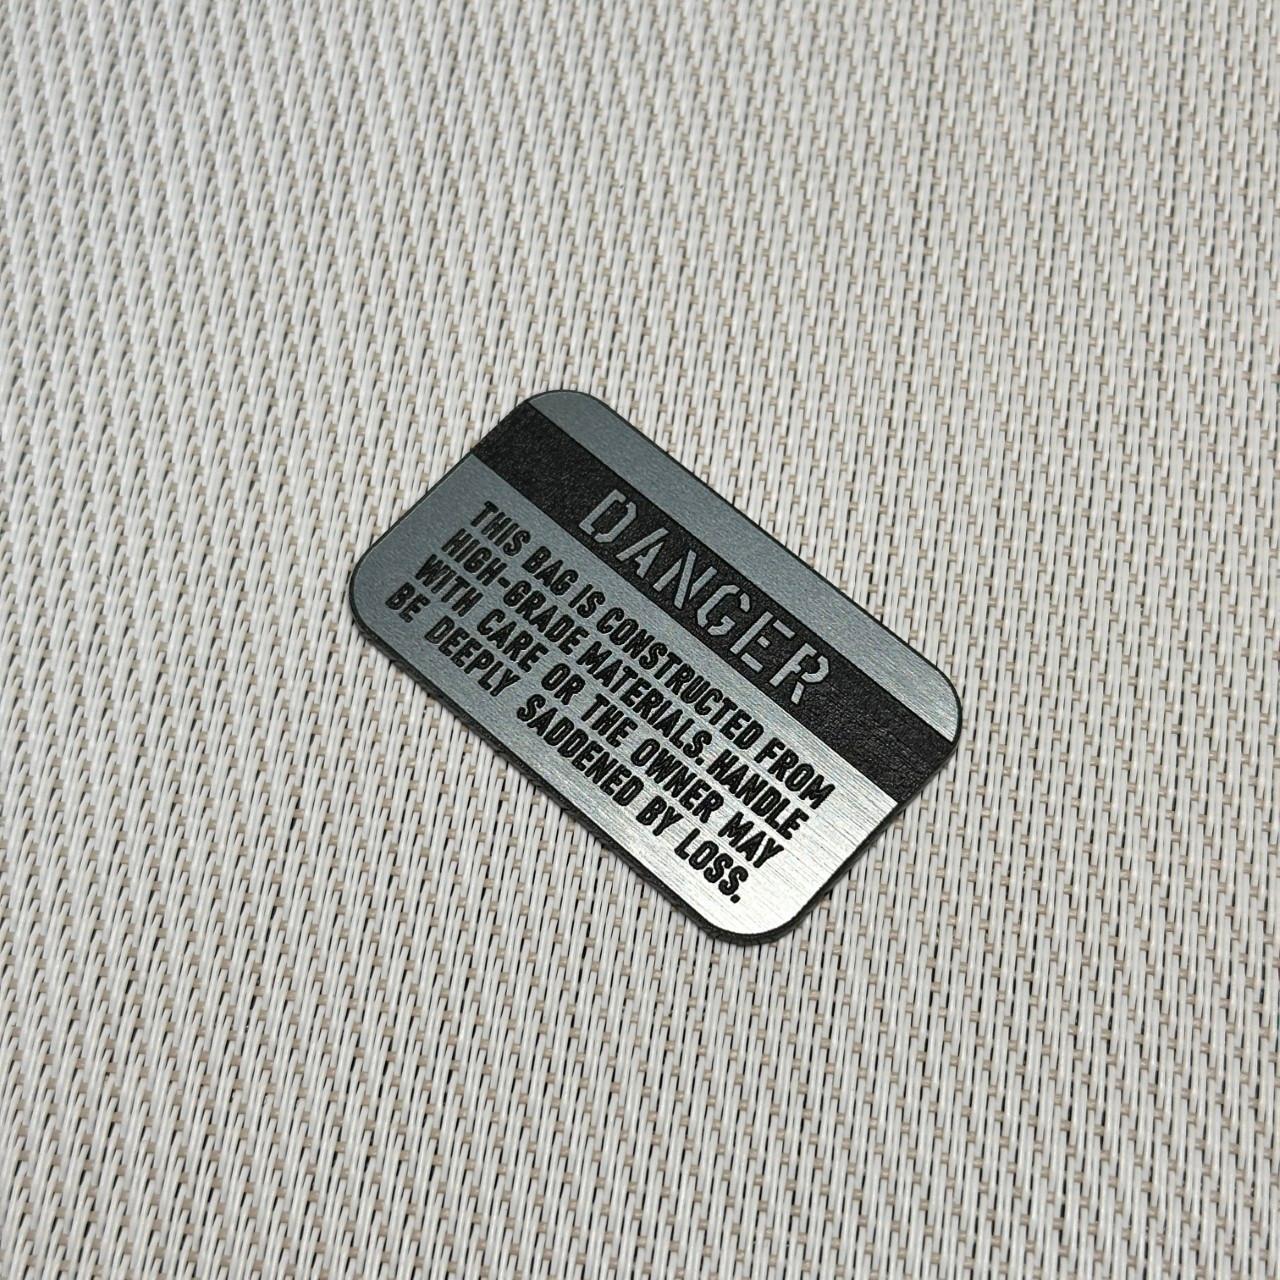 DANGER
THIS BAG IS CONSTRUCTED FROM
HIGH-GRADE MATERIALS. HANDLE
WITH CARE OR THE OWNER MAY
BE DEEPLY SADDENED BY LOSS.